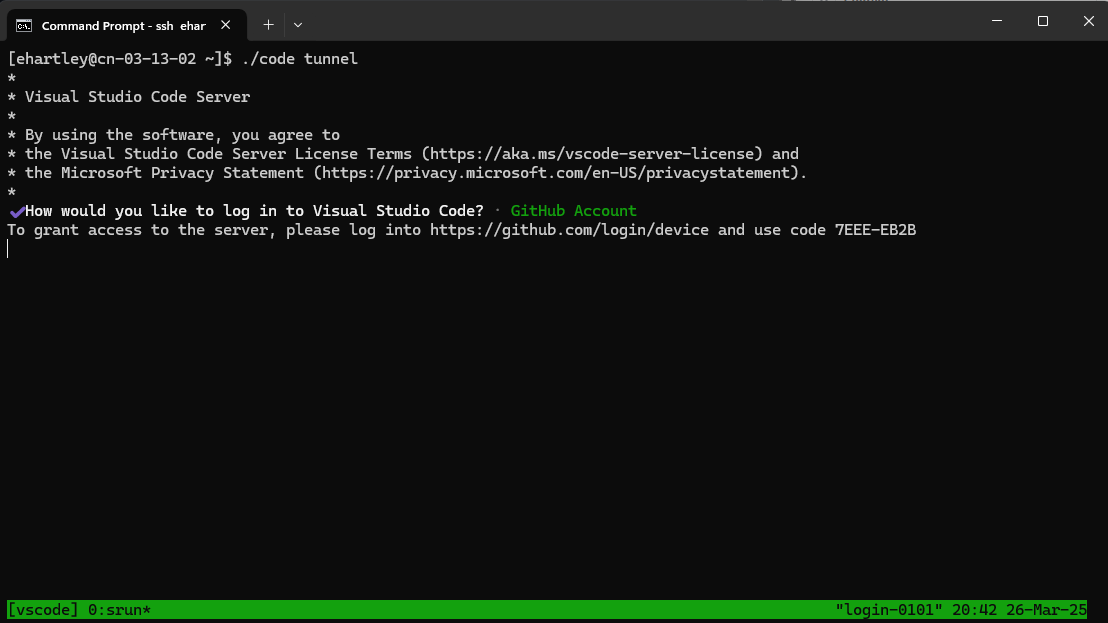 Command Prompt - ssh ehar
[ehartley@cn-03-13-02 ~]$ ./code tunnel
*
* Visual Studio Code Server
*
* By using the software, you agree to
* the Visual Studio Code Server License Terms (https://aka.ms/vscode-server-license) and
* the Microsoft Privacy Statement (https://privacy.microsoft.com/en-US/privacystatement).
*
✔How would you like to log in to Visual Studio Code? · GitHub Account
To grant access to the server, please log into https://github.com/login/device and use code 7EEE-EB2B
[vscode] 0:srun* "login-0101" 20:42 26-Mar-25